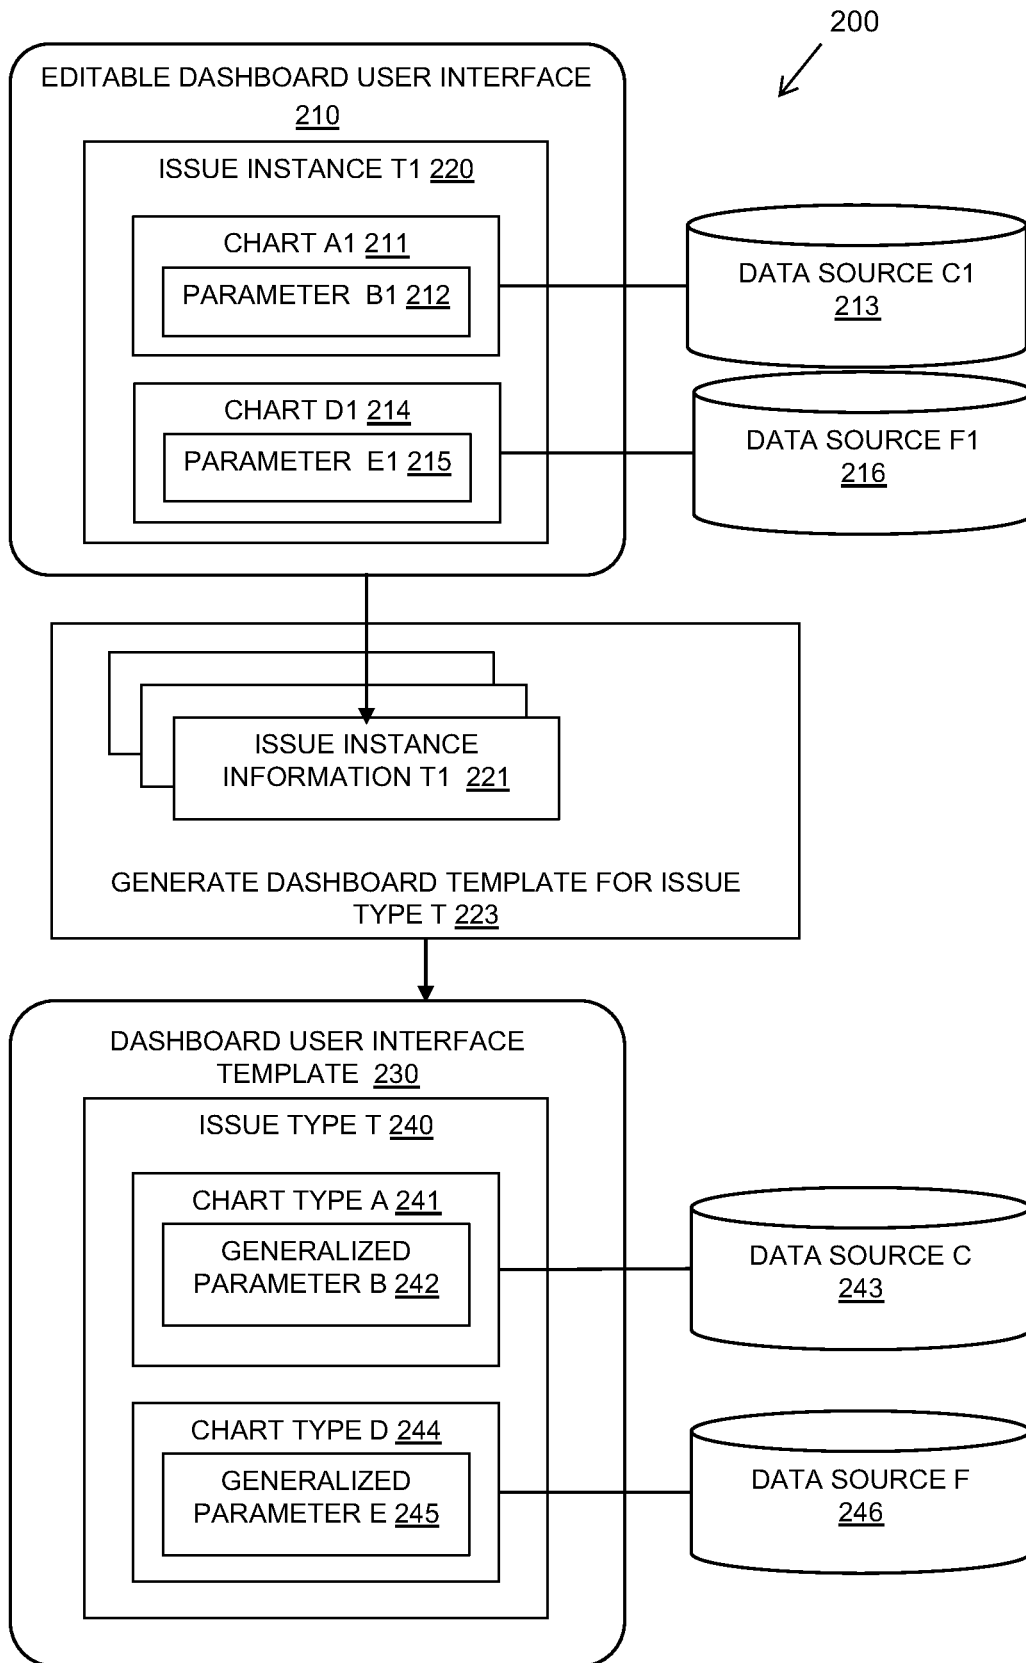 200
EDITABLE DASHBOARD USER INTERFACE
210
ISSUE INSTANCE T1 220
CHART A1 211
PARAMETER B1 212
DATA SOURCE C1
213
CHART D1 214
PARAMETER E1 215
DATA SOURCE F1
216
ISSUE INSTANCE
INFORMATION T1 221
GENERATE DASHBOARD TEMPLATE FOR ISSUE
TYPE T 223
DASHBOARD USER INTERFACE
TEMPLATE 230
ISSUE TYPE T 240
CHART TYPE A 241
GENERALIZED
PARAMETER B 242
DATA SOURCE C
243
CHART TYPE D 244
GENERALIZED
PARAMETER E 245
DATA SOURCE F
246